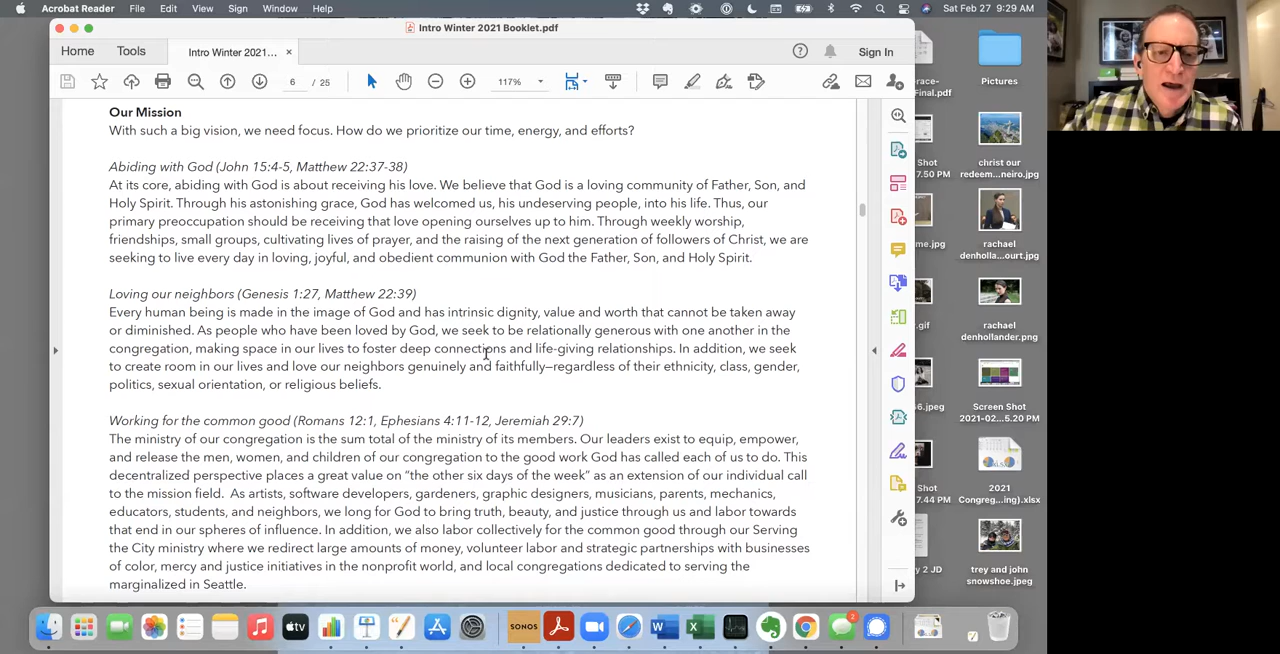 Acrobat Reader File Edit View Sign Window Help
Sat Feb 27 9:29 AM
Intro Winter 2021 Booklet.pdf
Home Tools Intro Winter 2021... × Sign In
6 / 25 117%
Our Mission
With such a big vision, we need focus. How do we prioritize our time, energy, and efforts?
Abiding with God (John 15:4-5, Matthew 22:37-38)
At its core, abiding with God is about receiving his love. We believe that God is a loving community of Father, Son, and
Holy Spirit. Through his astonishing grace, God has welcomed us, his undeserving people, into his life. Thus, our
primary preoccupation should be receiving that love opening ourselves up to him. Through weekly worship,
friendships, small groups, cultivating lives of prayer, and the raising of the next generation of followers of Christ, we are
seeking to live every day in loving, joyful, and obedient communion with God the Father, Son, and Holy Spirit.
Loving our neighbors (Genesis 1:27, Matthew 22:39)
Every human being is made in the image of God and has intrinsic dignity, value and worth that cannot be taken away
or diminished. As people who have been loved by God, we seek to be relationally generous with one another in the
congregation, making space in our lives to foster deep connections and life-giving relationships. In addition, we seek
to create room in our lives and love our neighbors genuinely and faithfully—regardless of their ethnicity, class, gender,
politics, sexual orientation, or religious beliefs.
Working for the common good (Romans 12:1, Ephesians 4:11-12, Jeremiah 29:7)
The ministry of our congregation is the sum total of the ministry of its members. Our leaders exist to equip, empower,
and release the men, women, and children of our congregation to the good work God has called each of us to do. This
decentralized perspective places a great value on “the other six days of the week” as an extension of our individual call
to the mission field. As artists, software developers, gardeners, graphic designers, musicians, parents, mechanics,
educators, students, and neighbors we long for God to bring truth, beauty, and justice through us and labor towards
that end in our spheres of influence. In addition, we also labor collectively for the common good through our Serving
the City ministry where we redirect large amounts of money, volunteer labor and strategic partnerships with businesses
of color, mercy and justice initiatives in the nonprofit world, and local congregations dedicated to serving the
marginalized in Seattle.
race-
Final.pdf
Pictures
Shot
7.50 PM
christ our
redeem...neiro.jpg
me.jpg
rachael
denholla...ourt.jpg
.gif
rachael
denhollander.png
66.jpeg
Screen Shot
2021-02...5.20 PM
Shot
7.44 PM
2021
Congreg...ing).xlsx
y 2 JD
trey and john
snowshoe.jpeg
tv
SONOS
2